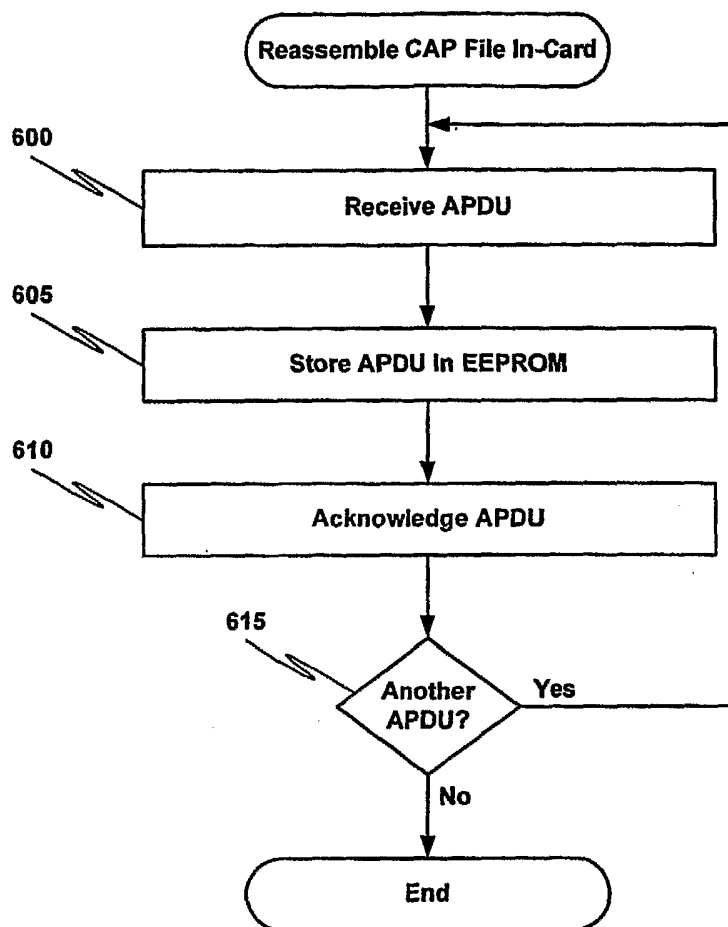 Reassemble CAP File In-Card
600
Receive APDU
605
Store APDU in EEPROM
610
Acknowledge APDU
615
Another
APDU?
Yes
No
End